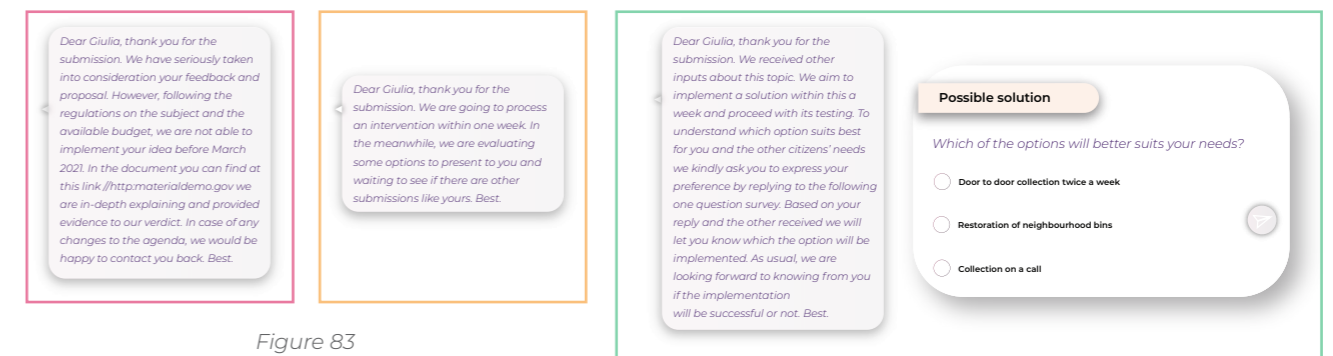 Dear Giulia, thank you for the
submission. We have seriously taken
into consideration your feedback and
proposal. However, following the
regulations on the subject and the
available budget, we are not able to
implement your idea before March
2021. In the document you can find at
this link //http:materialdemo.gov we
are in-depth explaining and provided
evidence to our verdict. In case of any
changes to the agenda, we would be
happy to contact you back. Best.
Dear Giulia, thank you for the
submission. We are going to process
an intervention within one week. In
the meanwhile, we are evaluating
some options to present to you and
waiting to see if there are other
submissions like yours. Best.
Figure 83
Dear Giulia, thank you for the
submission. We received other
inputs about this topic. We aim to
implement a solution within this a
week and proceed with its testing. To
understand which option suits best
for you and the other citizens' needs
we kindly ask you to express your
preference by replying to the following
one question survey. Based on your
reply and the other received we will
let you know which the option will be
implemented. As usual, we are
looking forward to knowing from you
if the implementation
will be successful or not. Best.
Possible solution
Which of the options will better suits your needs?
Door to door collection twice a week
Restoration of neighbourhood bins
Collection on a call